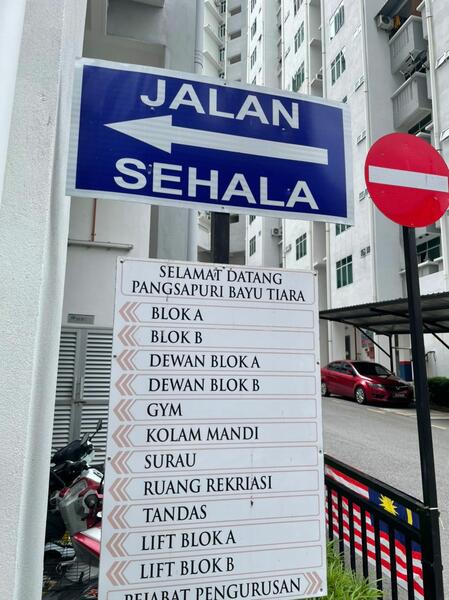 JALAN
SEHALA
SELAMAT DATANG
PANGSAPURI BAYU TIARA
BLOK A
BLOK B
DEWAN BLOK A
DEWAN BLOK B
GYM
KOLAM MANDI
SURAU
RUANG REKRIASI
TANDAS
LIFT BLOK A
LIFT BLOK B
PEJABAT PENGURUSAN